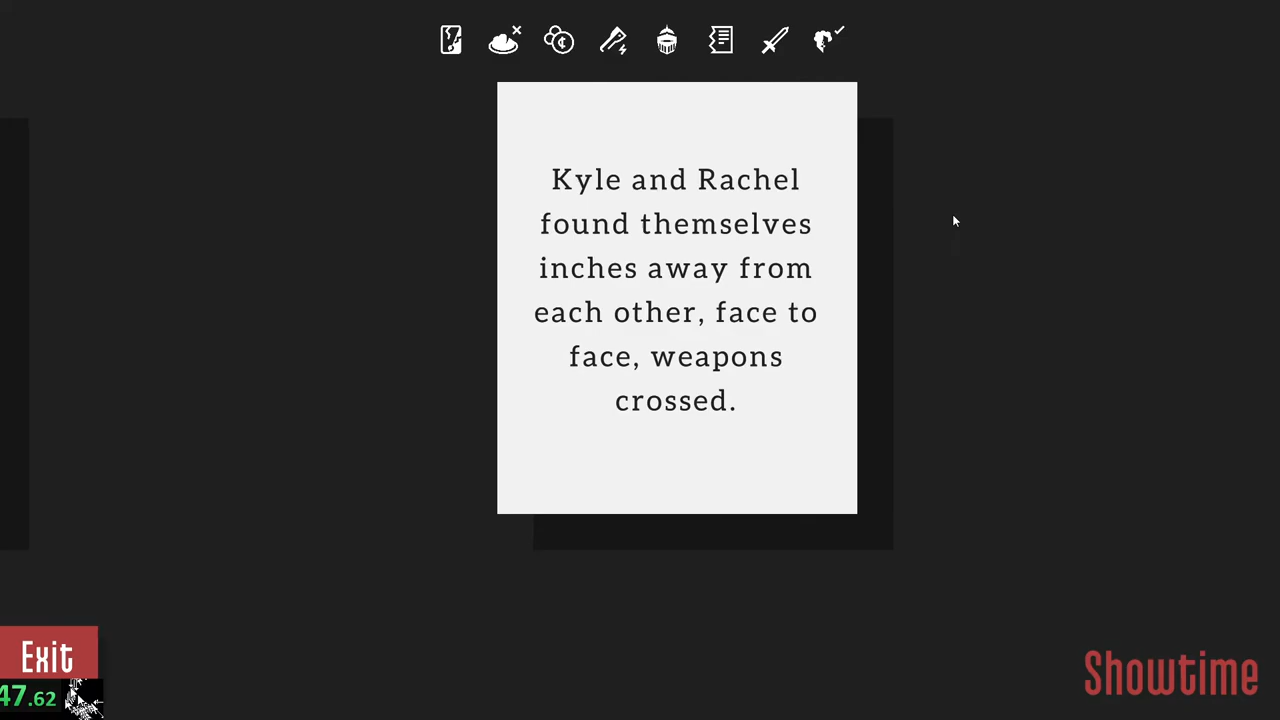 Kyle and Rachel
found themselves
inches away from
each other, face to
face, weapons
crossed.
Exit
47.62
Showtime